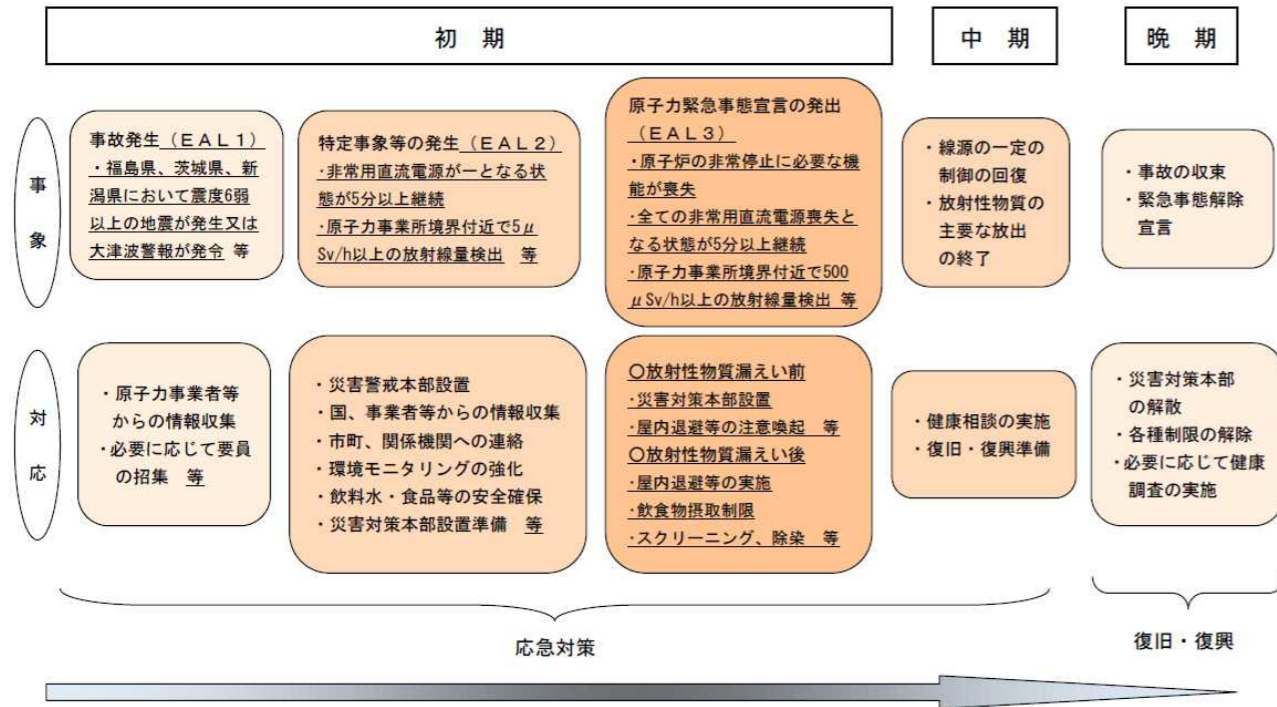 初 期
中 期
晩 期
事象
事故発生(EAL1)
・福島県、茨城県、新
潟県において震度6弱
以上の地震が発生又は
大津波警報が発令 等
特定事象等の発生(EAL2)
・非常用直流電源が一となる状
態が5分以上継続
・原子力事業所境界付近で5μ
Sv/h以上の放射線量検出 等
原子力緊急事態宣言の発出
(EAL3)
・原子炉の非常停止に必要な機
能が喪失
・全ての非常用直流電源喪失と
なる状態が5分以上継続
・原子力事業所境界付近で500
μSv/h以上の放射線量検出 等
・線源の一定の
制御の回復
・放射性物質の
主要な放出
の終了
・事故の収束
・緊急事態解除
宣言
対応
・原子力事業者等
からの情報収集
・必要に応じて要員
の招集 等
・災害警戒本部設置
・国、事業者等からの情報収集
・市町、関係機関への連絡
・環境モニタリングの強化
・飲料水・食品等の安全確保
・災害対策本部設置準備 等
○放射性物質漏えい前
・災害対策本部設置
・屋内退避等の注意喚起 等
○放射性物質漏えい後
・屋内退避等の実施
・飲食物摂取制限
・スクリーニング、除染 等
・健康相談の実施
・復旧・復興準備
・災害対策本部
の解散
・各種制限の解除
・必要に応じて健康
調査の実施
応急対策
復旧・復興